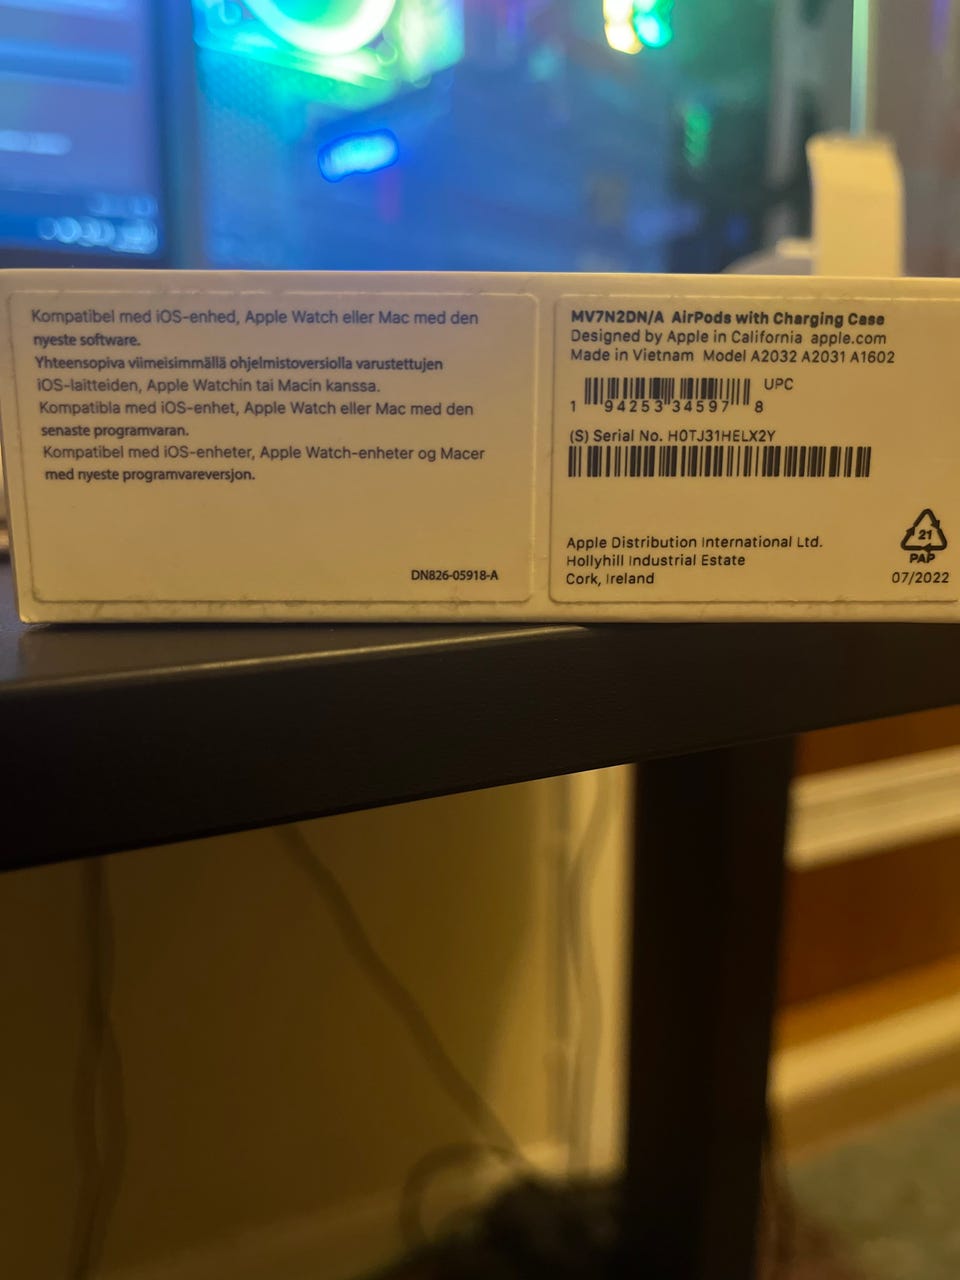 Kompatibel med iOS-enhed, Apple Watch eller Mac med den
nyeste software.
Yhteensopiva viimeisimmällä ohjelmistoversiolla varustettujen
iOS-laitteiden, Apple Watchin tai Macin kanssa.
Kompatibla med iOS-enhet, Apple Watch eller Mac med den
senaste programvaran.
Kompatibel med iOS-enheter, Apple Watch-enheter og Macer
med nyeste programvareversjon.
DN826-05918-A
MV7N2DN/A AirPods with Charging Case
Designed by Apple in California apple.com
Made in Vietnam Model A2032 A2031 A1602
UPC
1 94253 34597 8
(S) Serial No. H0TJ31HELX2Y
Apple Distribution International Ltd.
Hollyhill Industrial Estate
Cork, Ireland
21
PAP
07/2022